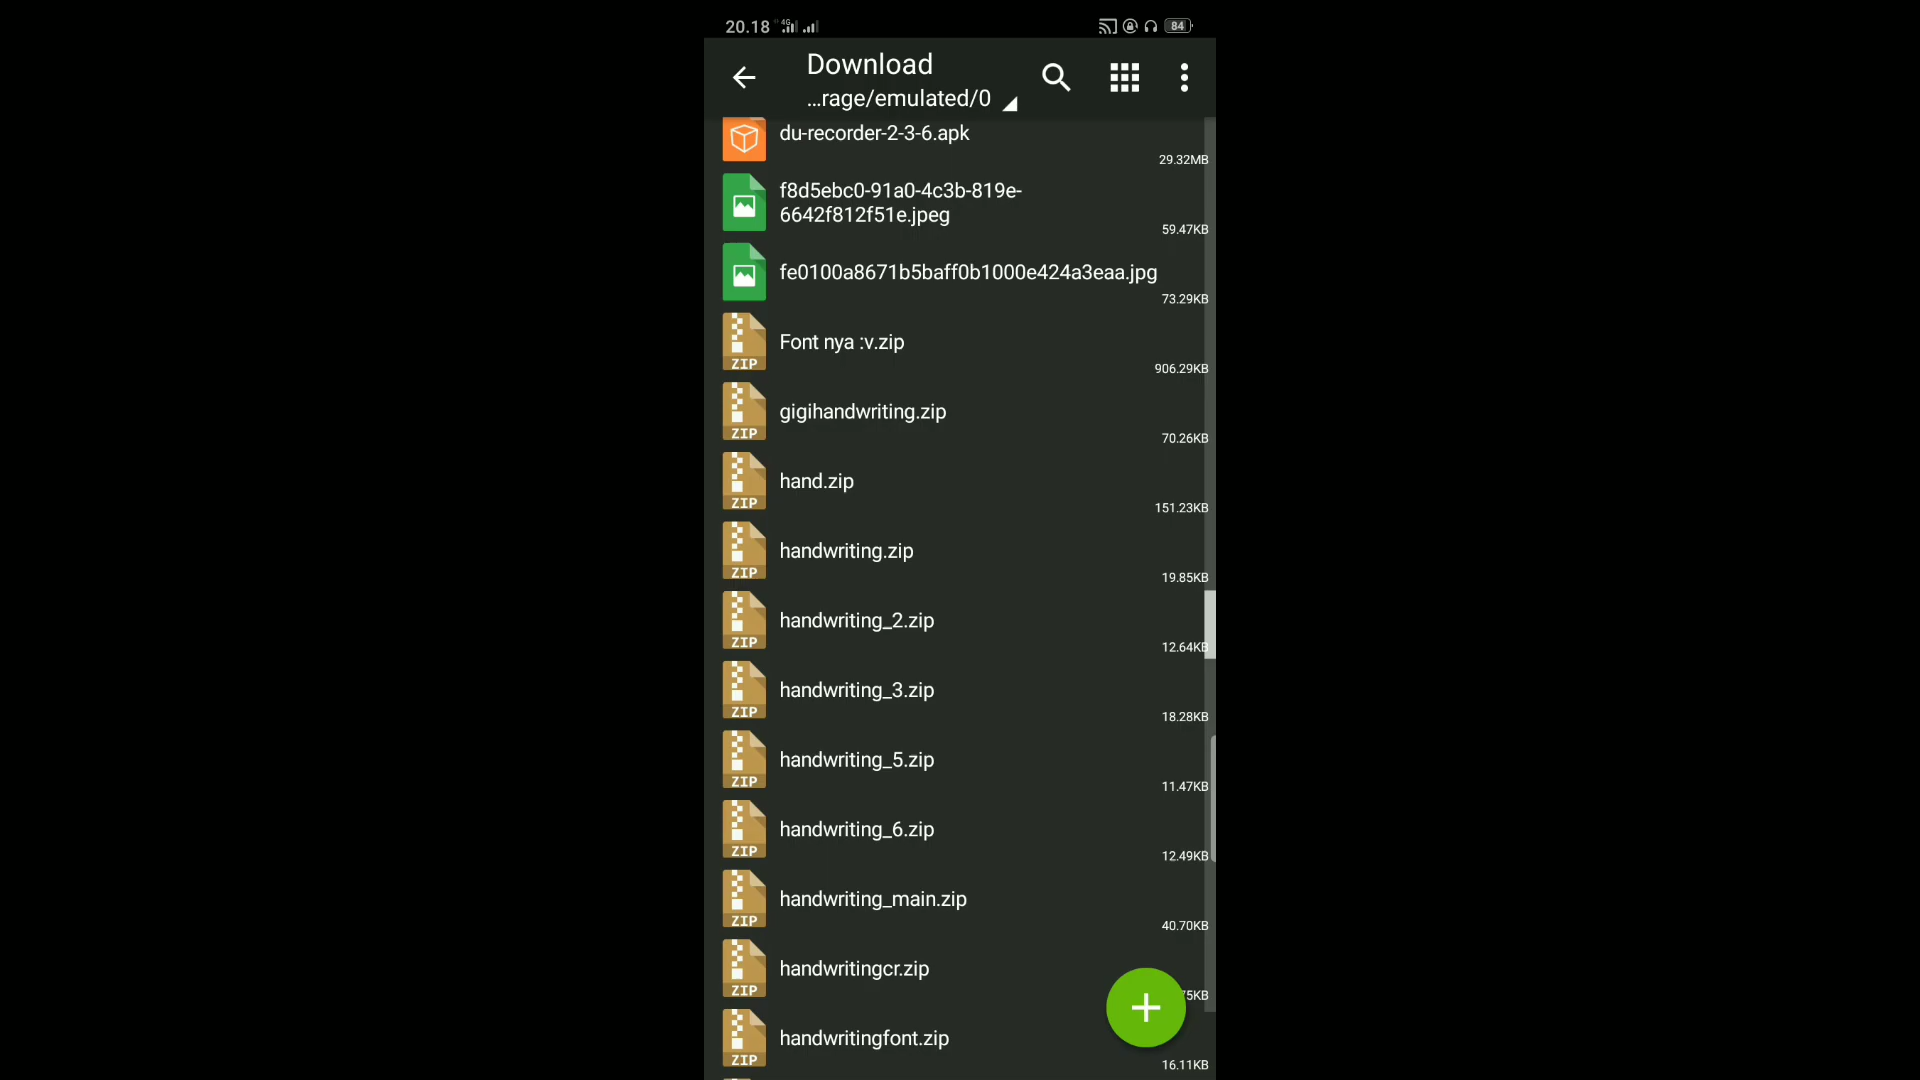 20.18 4G 84
Download
...rage/emulated/0
du-recorder-2-3-6.apk
29.32MB
f8d5ebc0-91a0-4c3b-819e-
6642f812f51e.jpeg
59.47KB
fe0100a8671b5baff0b1000e424a3eaa.jpg
73.29KB
ZIP Font nya :v.zip
906.29KB
ZIP gigihandwriting.zip
70.26KB
ZIP hand.zip
151.23KB
ZIP handwriting.zip
19.85KB
ZIP handwriting_2.zip
12.64KB
ZIP handwriting_3.zip
18.28KB
ZIP handwriting_5.zip
11.47KB
ZIP handwriting_6.zip
12.49KB
ZIP handwriting_main.zip
40.70KB
ZIP handwritingcr.zip
75KB
ZIP handwritingfont.zip
16.11KB